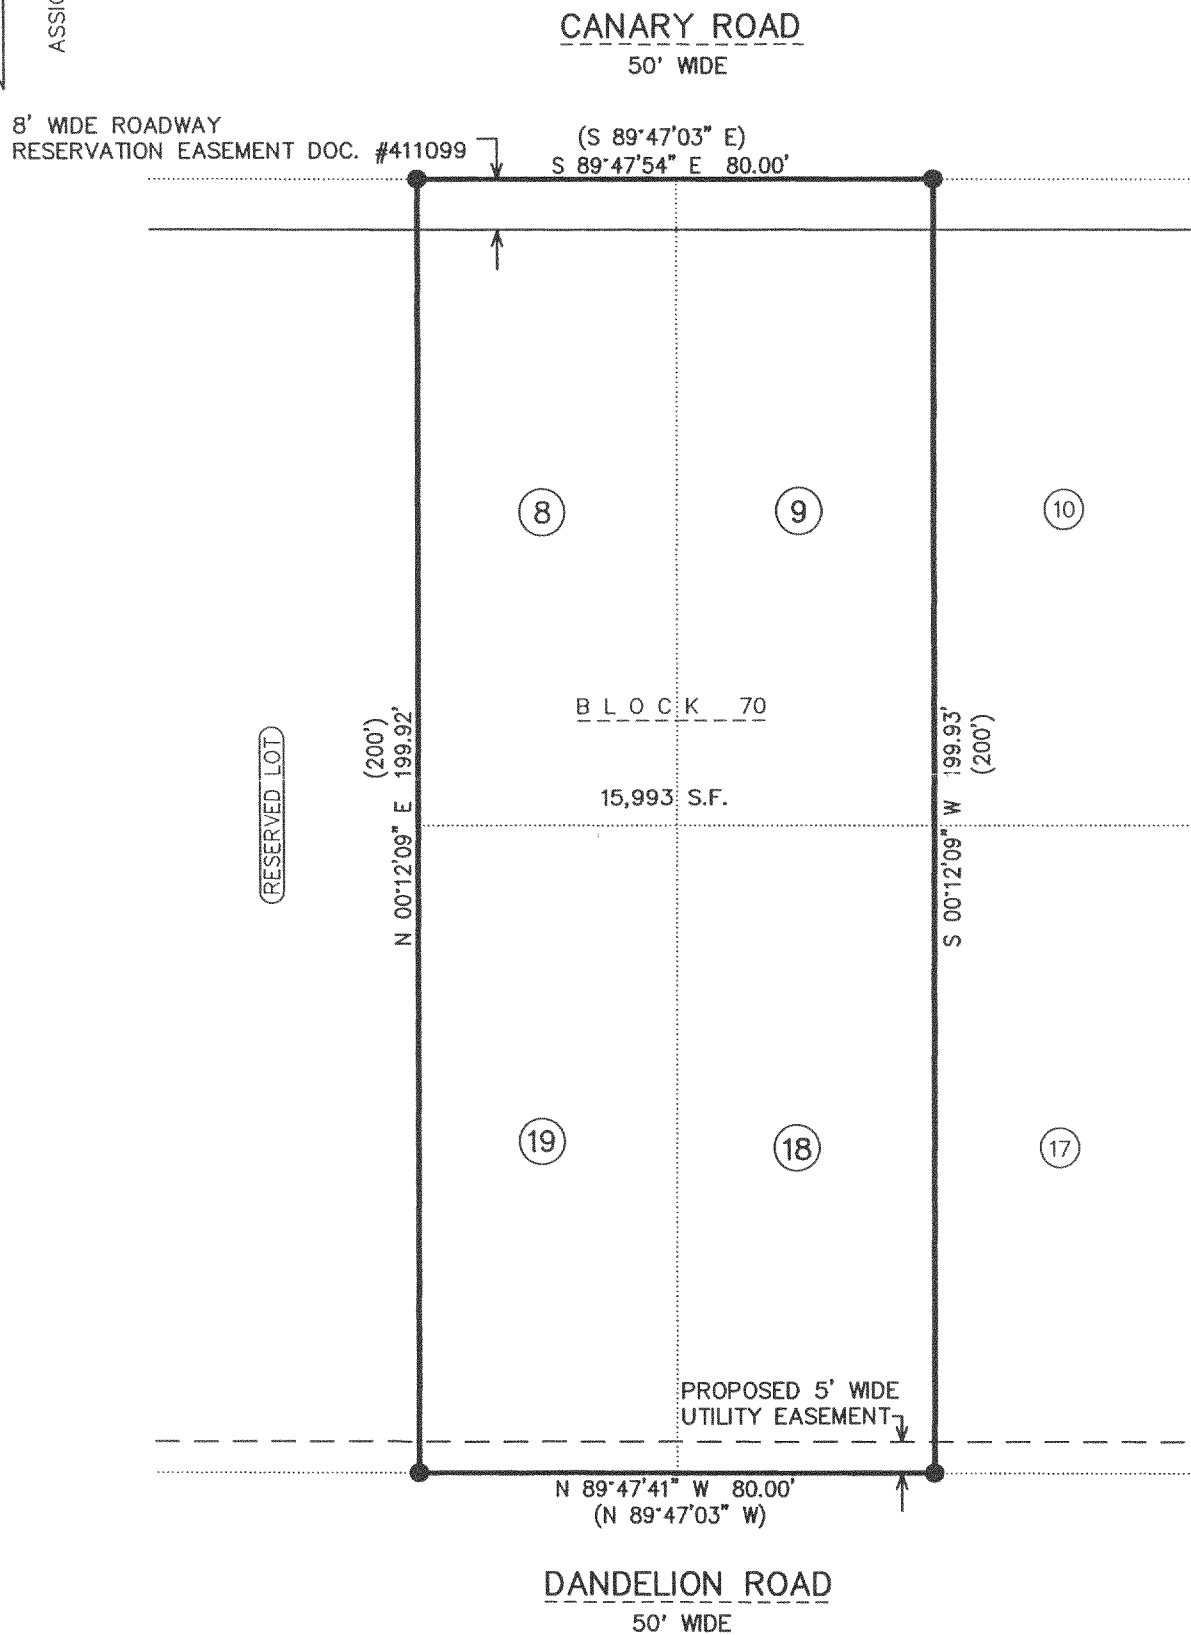 CANARY ROAD
50' WIDE
8' WIDE ROADWAY
RESERVATION EASEMENT DOC. #411099
(S 89°47'03" E)
S 89°47'54" E 80.00'
8
9
10
BLOCK 70
15,993 S.F.
RESERVED LOT
(200')
N 00°12'09" E 199.92'
S 00°12'09" W 199.93'
(200')
19
18
17
PROPOSED 5' WIDE
UTILITY EASEMENT
N 89°47'41" W 80.00'
(N 89°47'03" W)
DANDELION ROAD
50' WIDE